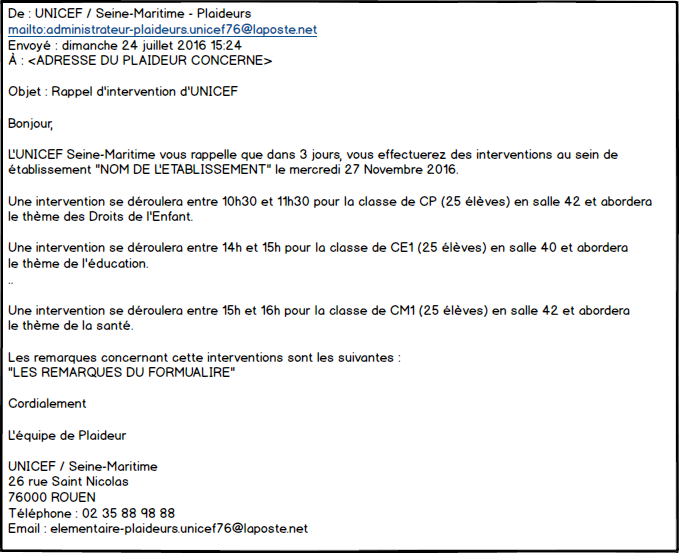 De : UNICEF / Seine-Maritime - Plaideurs
mailto:administrateur-plaideurs.unicef76@laposte.net
Envoyé : dimanche 24 juillet 2016 15:24
À : <ADRESSE DU PLAIDEUR CONCERNE>
Objet : Rappel d'intervention d'UNICEF
Bonjour,
L'UNICEF Seine-Maritime vous rappelle que dans 3 jours, vous effectuerez des interventions au sein de
établissement "NOM DE L'ETABLISSEMENT" le mercredi 27 Novembre 2016.
Une intervention se déroulera entre 10h30 et 11h30 pour la classe de CP (25 élèves) en salle 42 et abordera
le thème des Droits de l'Enfant.
Une intervention se déroulera entre 14h et 15h pour la classe de CE1 (25 élèves) en salle 40 et abordera
le thème de l'éducation.
..
Une intervention se déroulera entre 15h et 16h pour la classe de CM1 (25 élèves) en salle 42 et abordera
le thème de la santé.
Les remarques concernant cette interventions sont les suivantes :
"LES REMARQUES DU FORMUALIRE"
Cordialement
L'équipe de Plaideur
UNICEF / Seine-Maritime
26 rue Saint Nicolas
76000 ROUEN
Téléphone : 02 35 88 98 88
Email : elementaire-plaideurs.unicef76@laposte.net